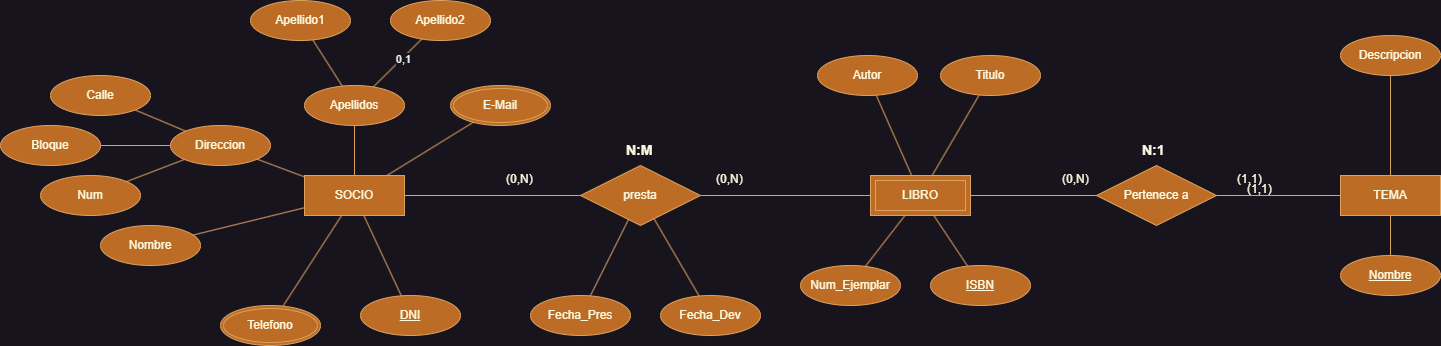 Apellido1
Apellido2
0,1
Descripcion
Autor
Titulo
Calle
Apellidos
E-Mail
Bloque
Direccion
N:M
N:1
(0,N)
(0,N)
(0,N)
(1,1)
(1,1)
Num
SOCIO
presta
LIBRO
Pertenece a
TEMA
Nombre
Num_Ejemplar
ISBN
Nombre
Telefono
DNI
Fecha_Pres
Fecha_Dev